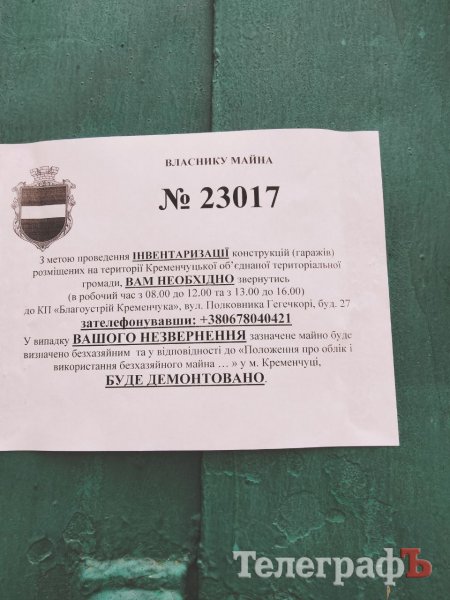 ВЛАСНИКУ МАЙНА
№ 23017
З метою проведення ІНВЕНТАРИЗАЦІЇ конструкцій (гаражів)
розміщених на території Кременчуцької об'єднаної територіальної
громади, ВАМ НЕОБХІДНО звернутись
(в робочий час з 08.00 до 12.00 та з 13.00 до 16.00)
до КП «Благоустрій Кременчука», вул. Полковника Гегечкорі, буд. 27
зателефонувавши: +380678040421
У випадку ВАШОГО НЕЗВЕРНЕННЯ зазначене майно буде
визначено безхазяйним та у відповідності до «Положення про облік і
використання безхазяйного майна … » у м. Кременчуці,
БУДЕ ДЕМОНТОВАНО.
ТелеграфЪ